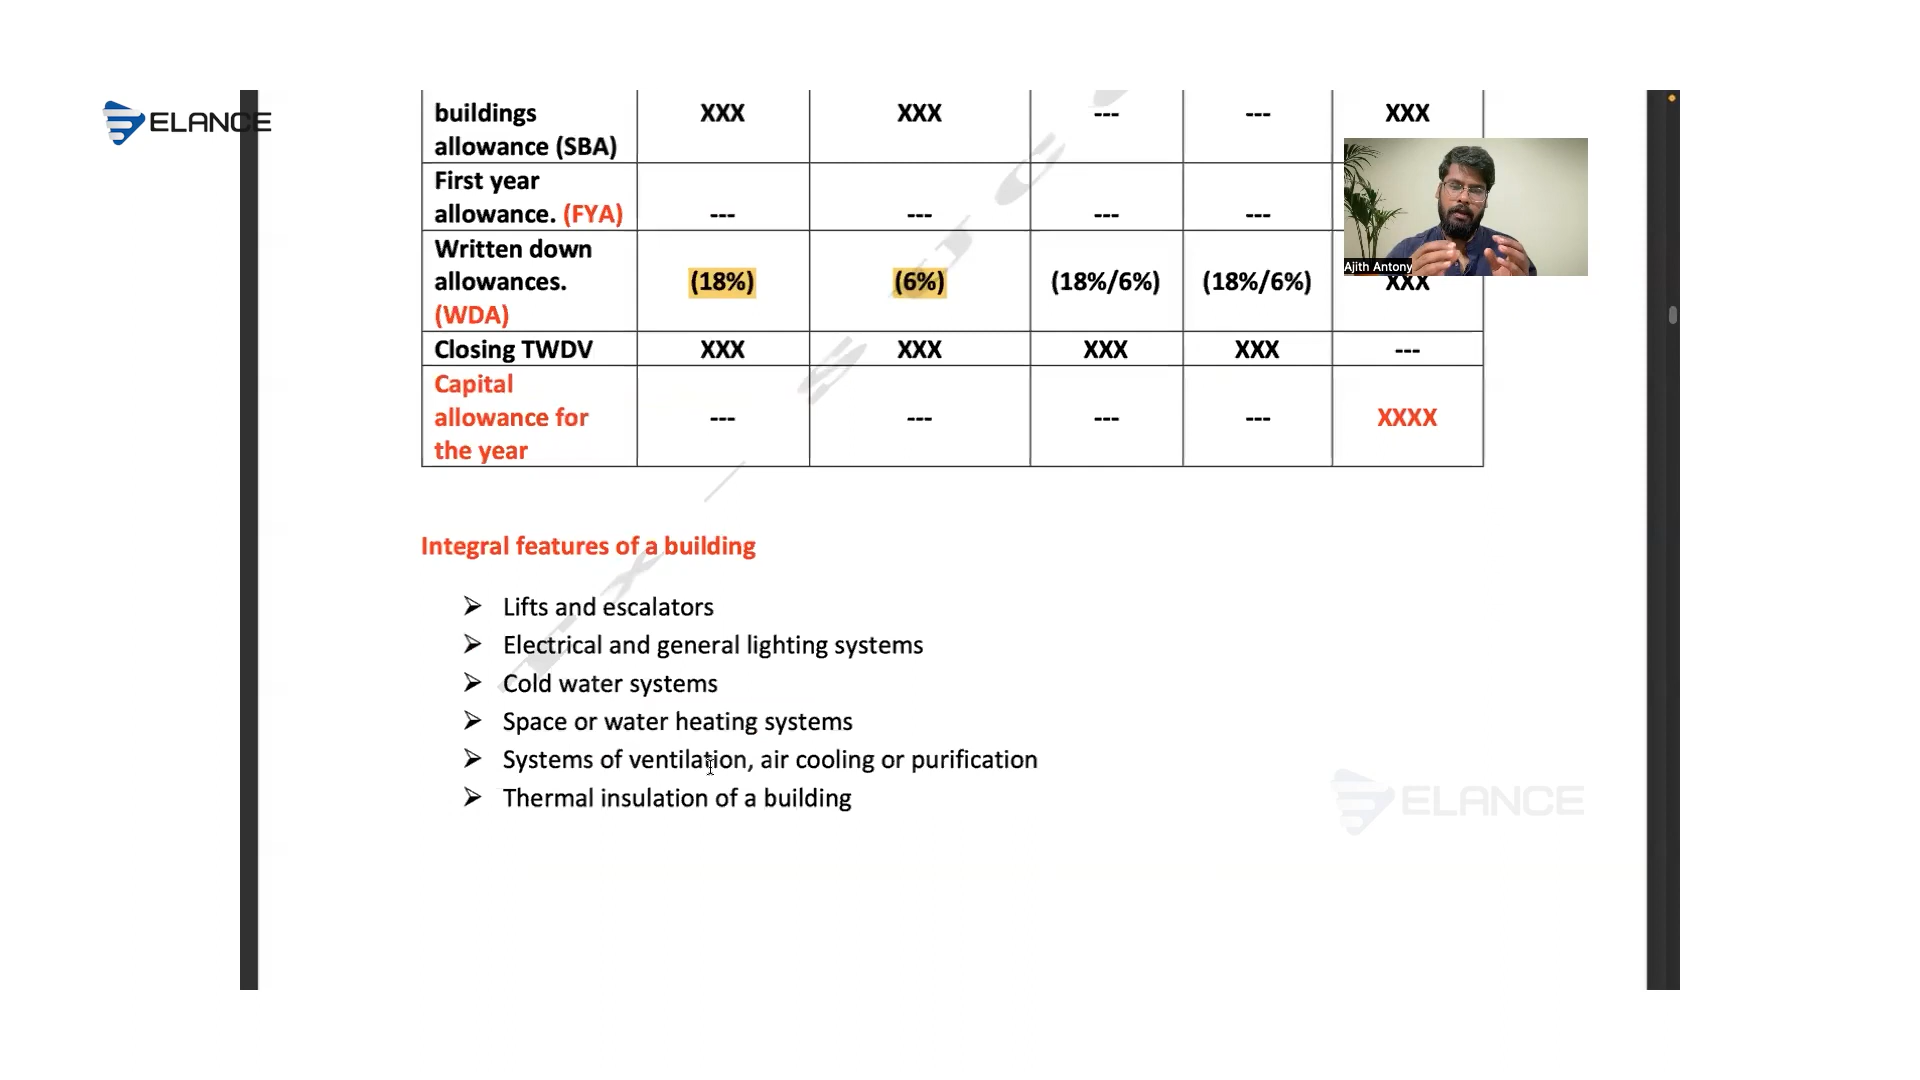 ELANCE
buildings XXX XXX --- --- XXX
allowance (SBA)
First year
allowance. (FYA) --- --- --- ---
Written down
allowances. (18%) (6%) (18%/6%) (18%/6%) XXX
(WDA)
Closing TWDV XXX XXX XXX XXX ---
Capital
allowance for --- --- --- --- XXXX
the year
Ajith Antony
Integral features of a building
Lifts and escalators
Electrical and general lighting systems
Cold water systems
Space or water heating systems
Systems of ventilation, air cooling or purification
Thermal insulation of a building
ELANCE